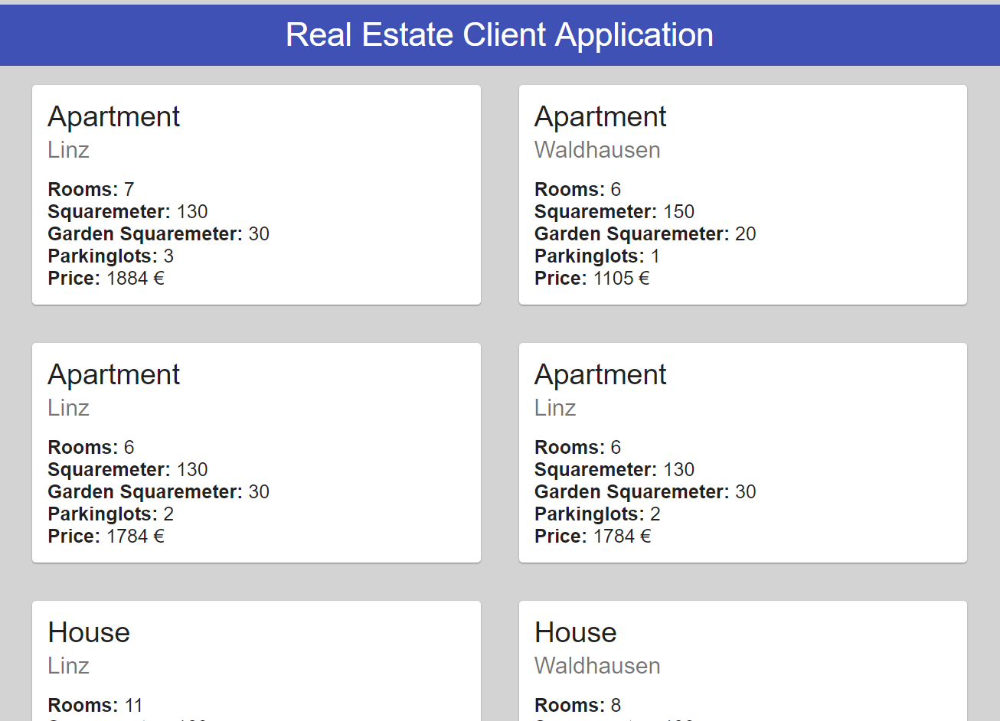 Real Estate Client Application
Apartment
Linz
Rooms: 7
Squaremeter: 130
Garden Squaremeter: 30
Parkinglots: 3
Price: 1884 €
Apartment
Waldhausen
Rooms: 6
Squaremeter: 150
Garden Squaremeter: 20
Parkinglots: 1
Price: 1105 €
Apartment
Linz
Rooms: 6
Squaremeter: 130
Garden Squaremeter: 30
Parkinglots: 2
Price: 1784 €
Apartment
Linz
Rooms: 6
Squaremeter: 130
Garden Squaremeter: 30
Parkinglots: 2
Price: 1784 €
House
Linz
Rooms: 11
House
Waldhausen
Rooms: 8